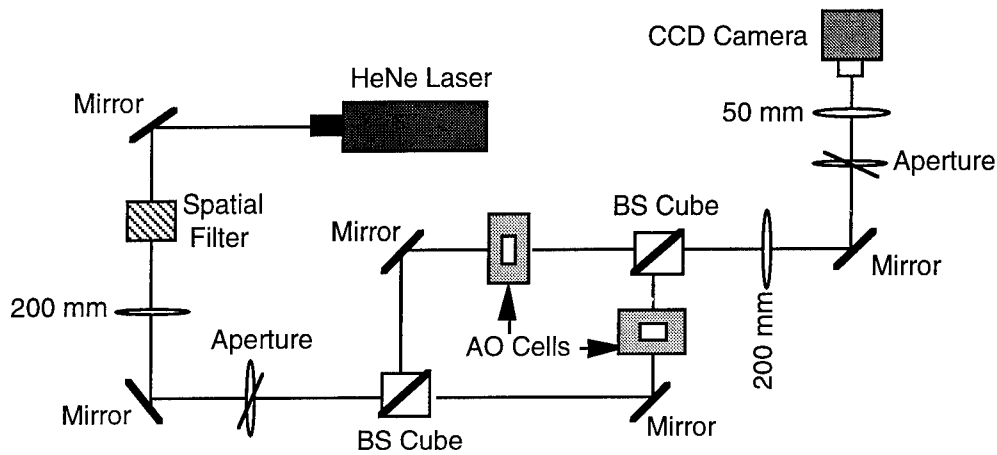 CCD Camera
HeNe Laser
Mirror
50 mm
Aperture
Spatial
Filter
BS Cube
Mirror
Mirror
200 mm
Aperture
AO Cells
200 mm
Mirror
BS Cube
Mirror